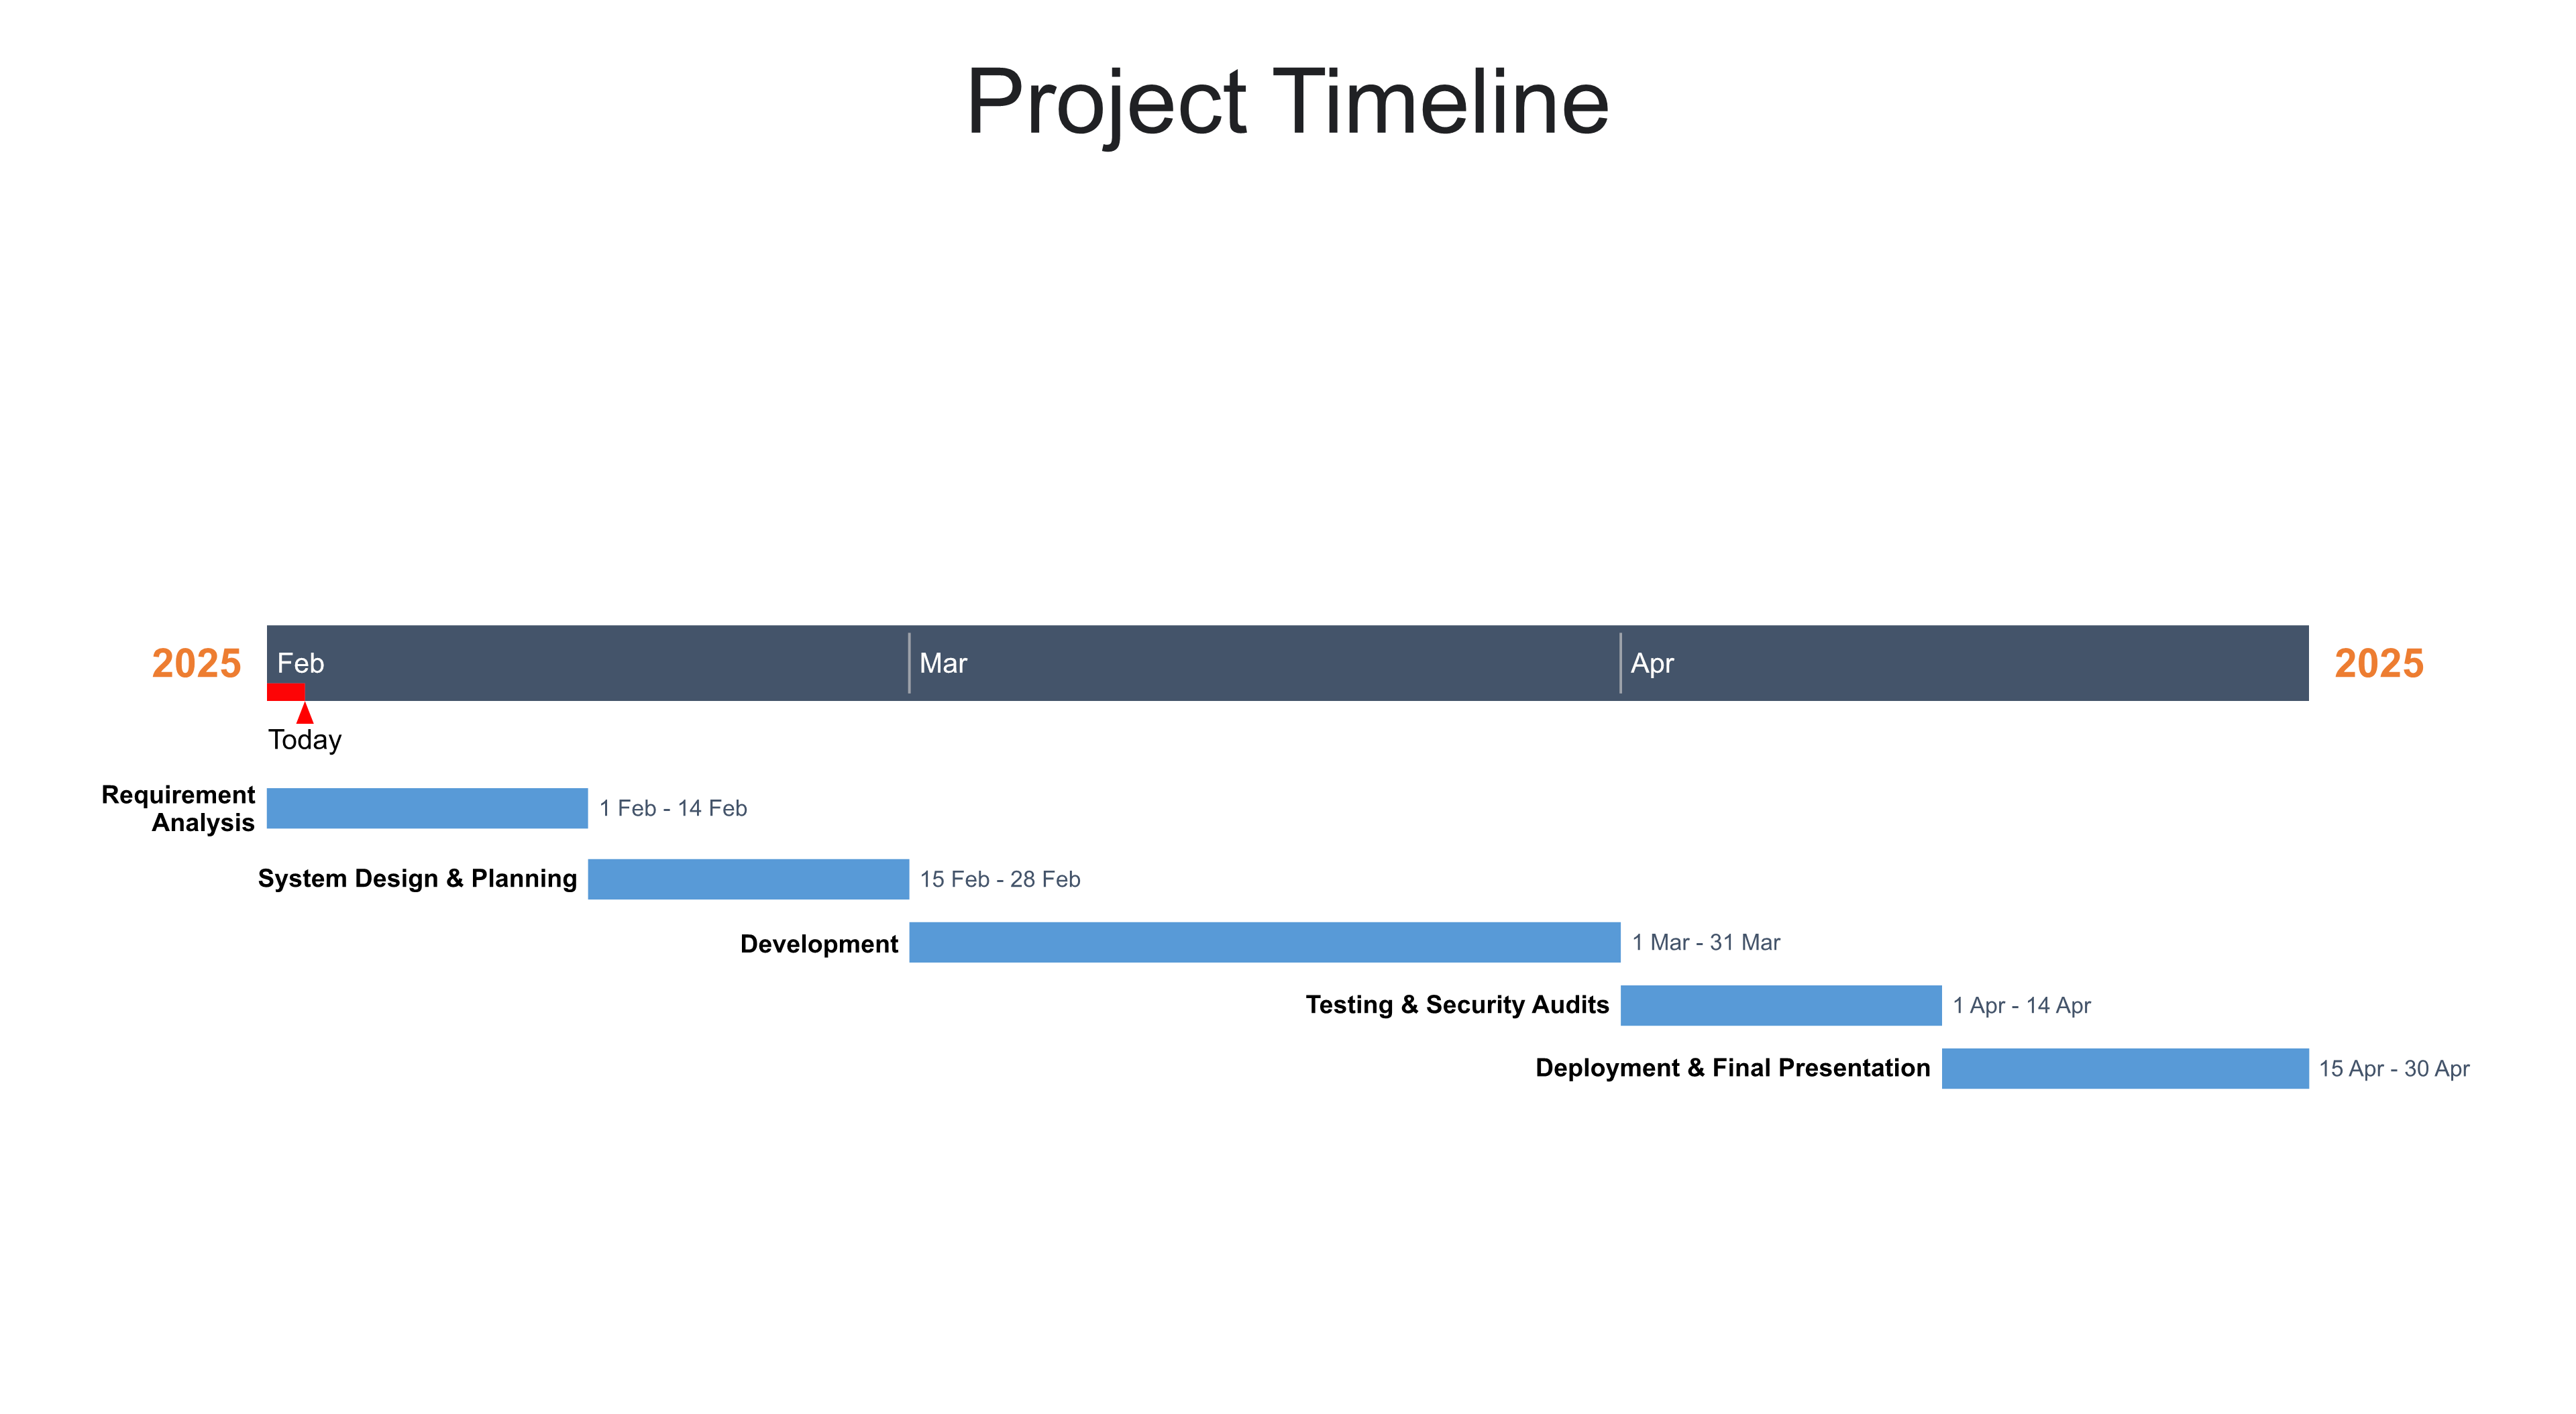 Project Timeline
2025
Feb
Mar
Apr
2025
Today
Requirement
Analysis
1 Feb - 14 Feb
System Design & Planning
15 Feb - 28 Feb
Development
1 Mar - 31 Mar
Testing & Security Audits
1 Apr - 14 Apr
Deployment & Final Presentation
15 Apr - 30 Apr